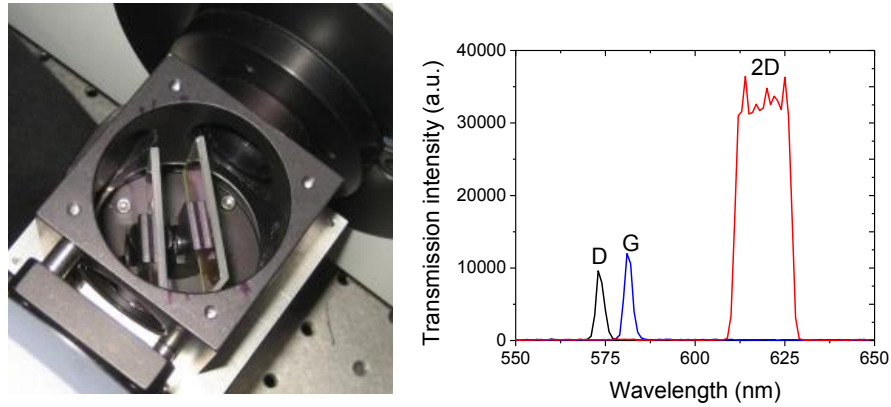 40000
30000
20000
10000
0
Transmission intensity (a.u.)
D
G
2D
550
575
600
625
650
Wavelength (nm)